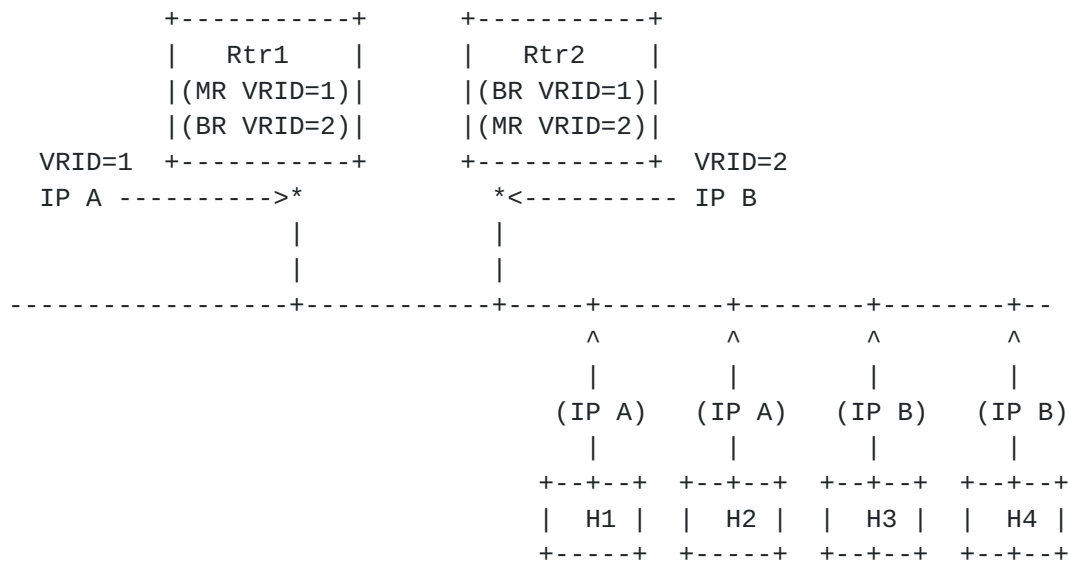 +-----------+      +-----------+
|   Rtr1    |      |   Rtr2    |
|(MR VRID=1)|      |(BR VRID=1)|
|(BR VRID=2)|      |(MR VRID=2)|
VRID=1  +-----------+      +-----------+  VRID=2
IP A ---------->*            *<---------- IP B
|            |
|            |
------------------+------------+-----+--------+--------+--------+--
^        ^        ^        ^
|        |        |        |
(IP A)   (IP A)   (IP B)   (IP B)
|        |        |        |
+--+--+  +--+--+  +--+--+  +--+--+
|  H1 |  |  H2 |  |  H3 |  |  H4 |
+-----+  +-----+  +--+--+  +--+--+